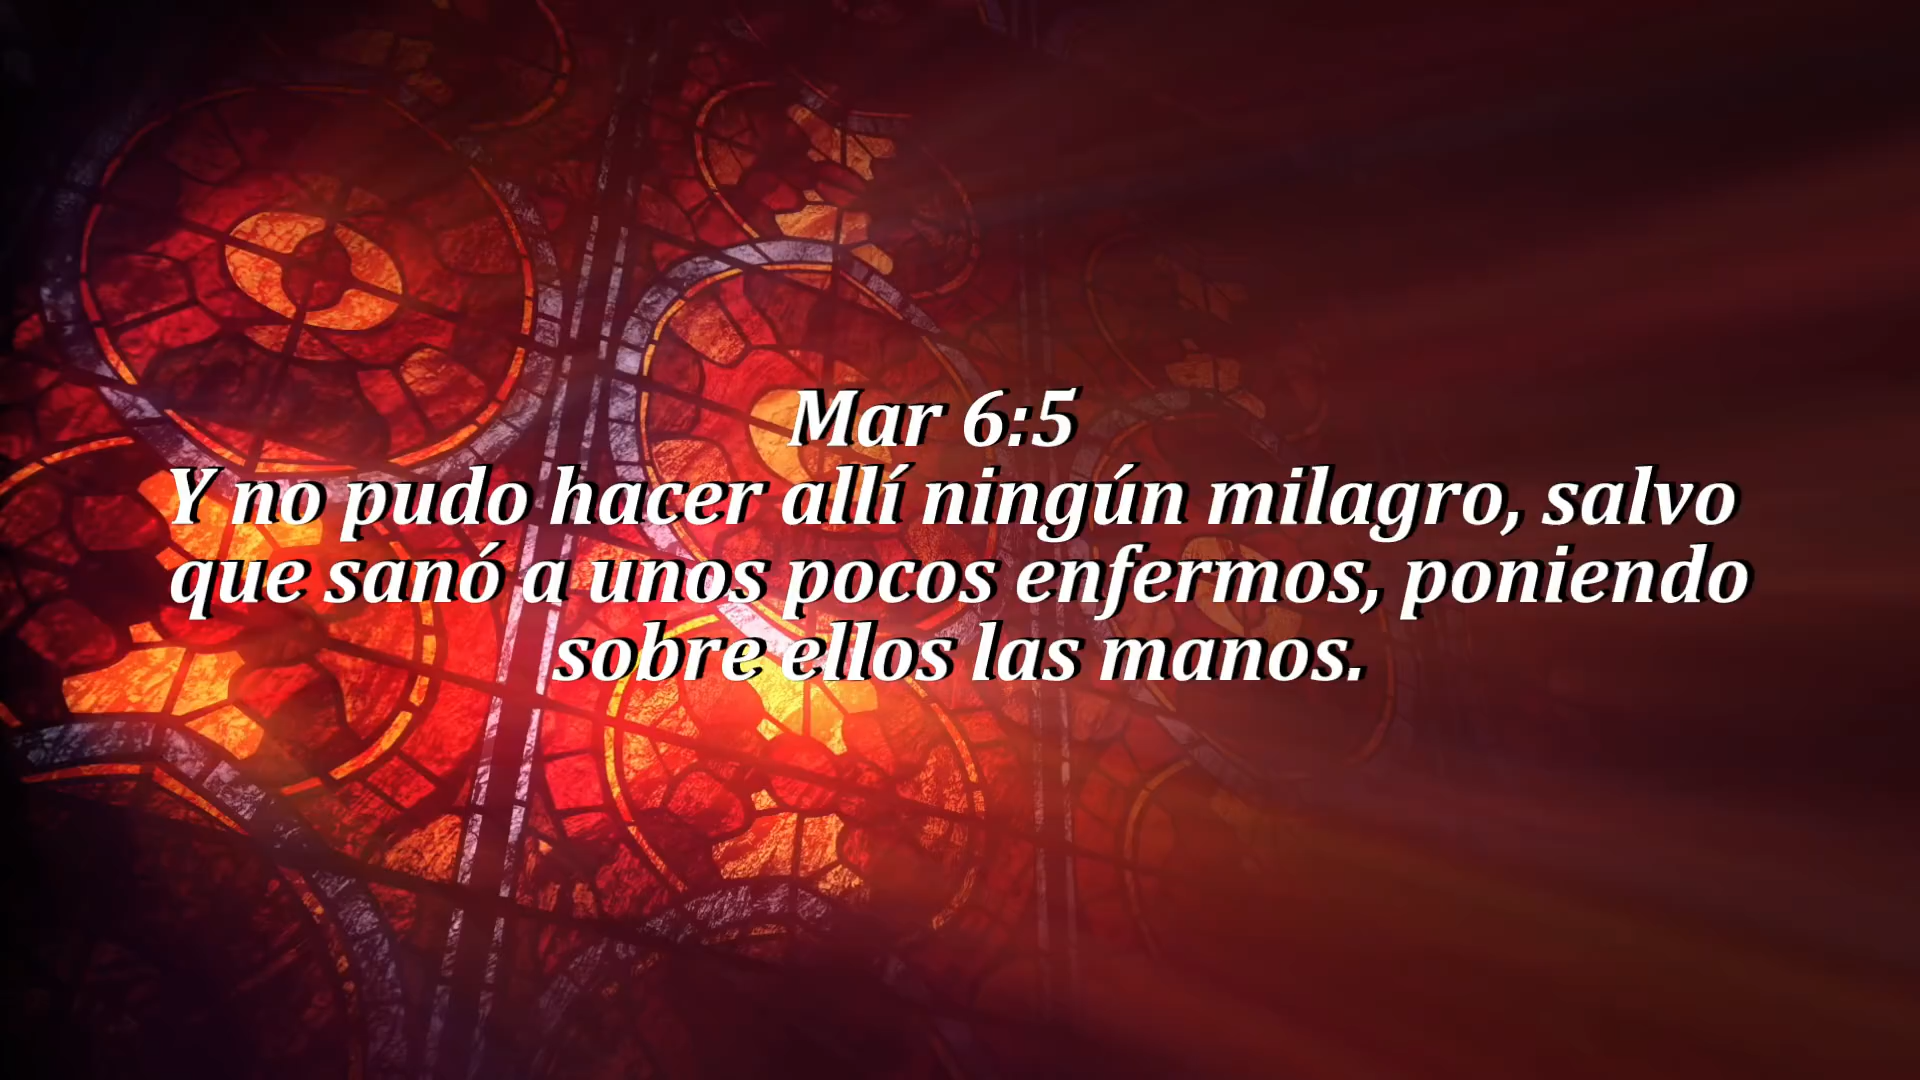 Mar 6:5
Y no pudo hacer allí ningún milagro, salvo
que sanó a unos pocos enfermos, poniendo
sobre ellos las manos.